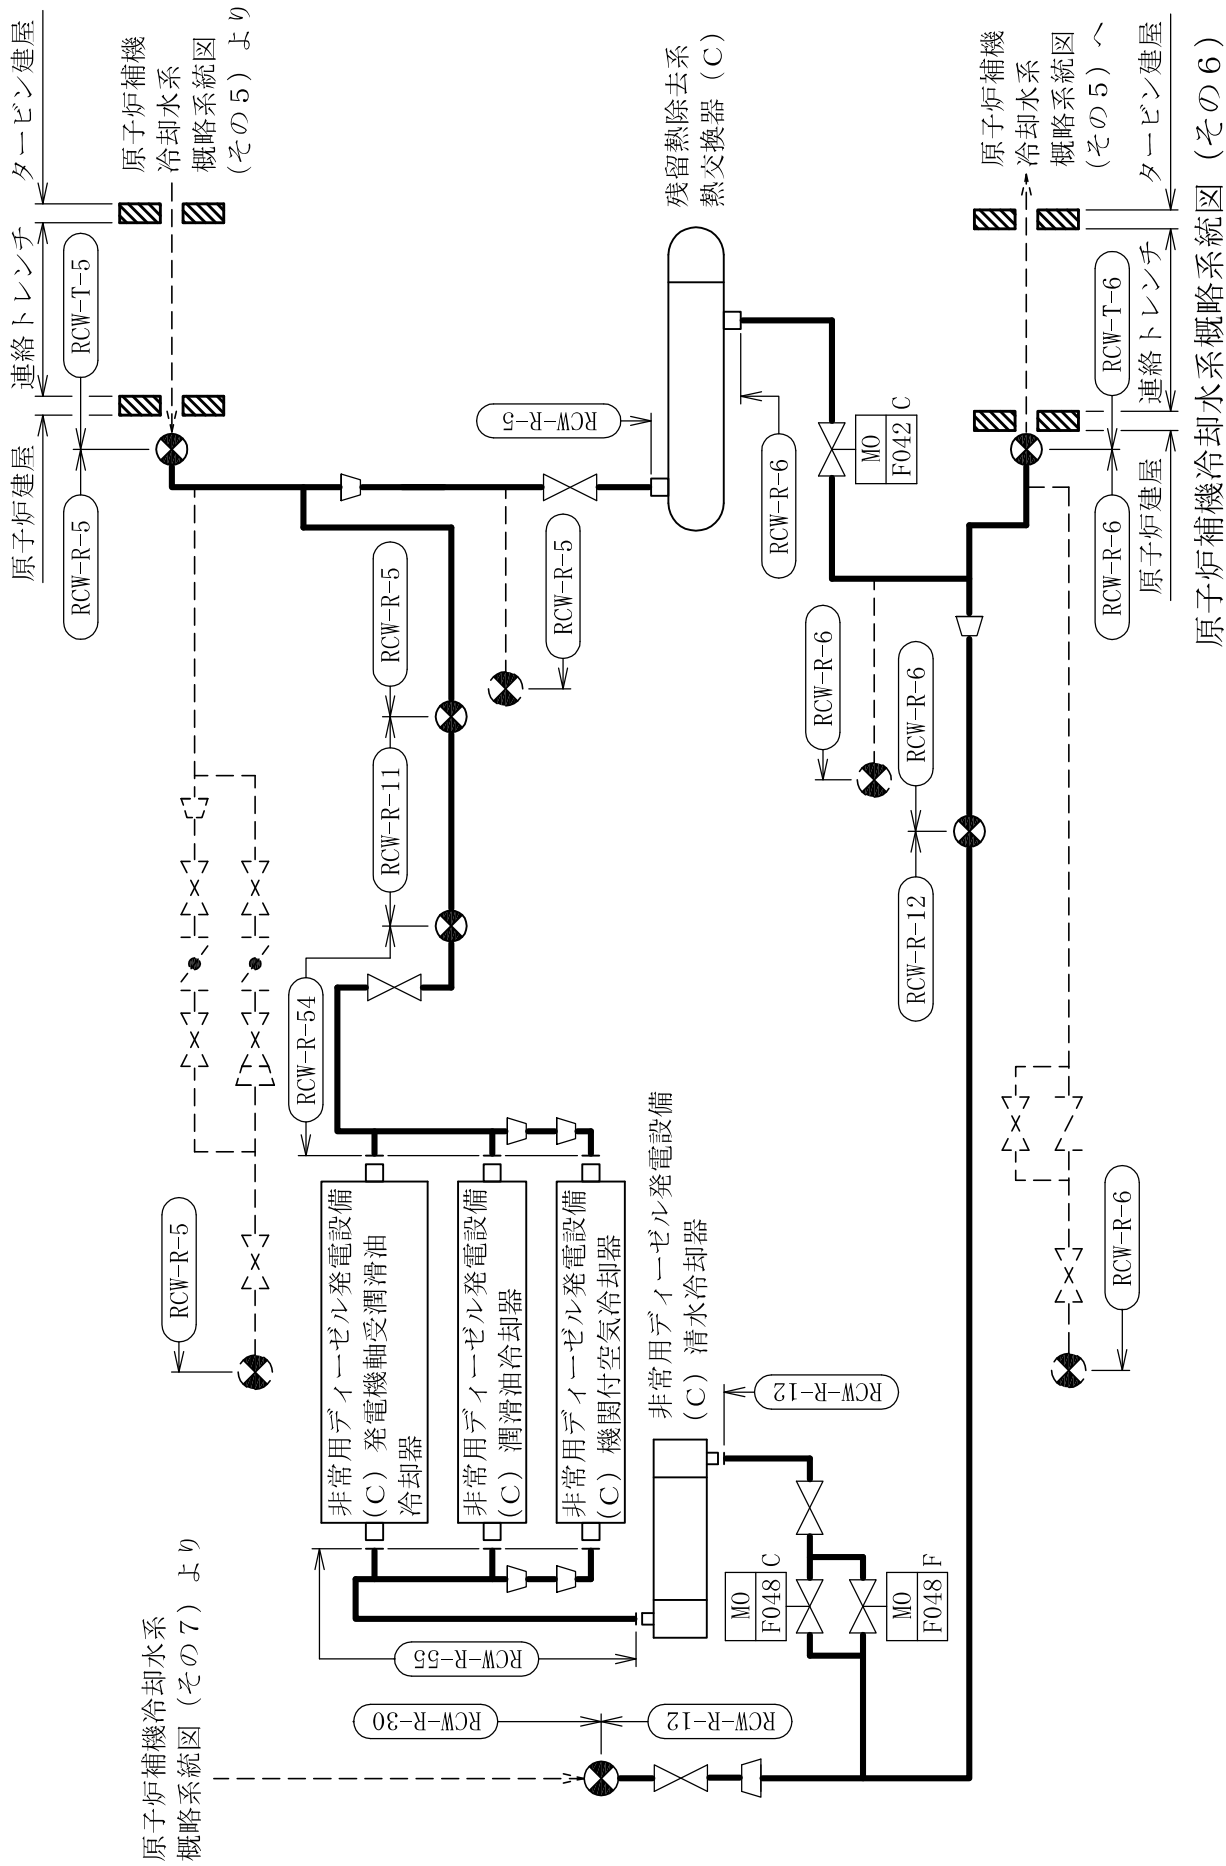 原子炉補機冷却水系
概略系統図（その７）より
RCW-R-30
RCW-R-12
RCW-R-55
非常用ディーゼル発電設備
(Ｃ) 発電機軸受潤滑油
冷却器
非常用ディーゼル発電設備
(Ｃ) 潤滑油冷却器
非常用ディーゼル発電設備
(Ｃ) 機関付空気冷却器
非常用ディーゼル発電設備
(Ｃ) 清水冷却器
RCW-R-12
MO
F048 C
MO
F048 F
RCW-R-5
RCW-R-54
RCW-R-11
RCW-R-5
RCW-R-5
RCW-R-5
RCW-R-5
RCW-T-5
原子炉建屋
連絡トレンチ
タービン建屋
原子炉補機
冷却水系
概略系統図
(その５) より
残留熱除去系
熱交換器 (Ｃ)
RCW-R-6
MO
F042 C
RCW-R-6
RCW-R-12
RCW-R-6
RCW-R-6
RCW-R-6
RCW-T-6
原子炉建屋
連絡トレンチ
タービン建屋
原子炉補機
冷却水系
概略系統図
(その５) へ
原子炉補機冷却水系概略系統図（その６）